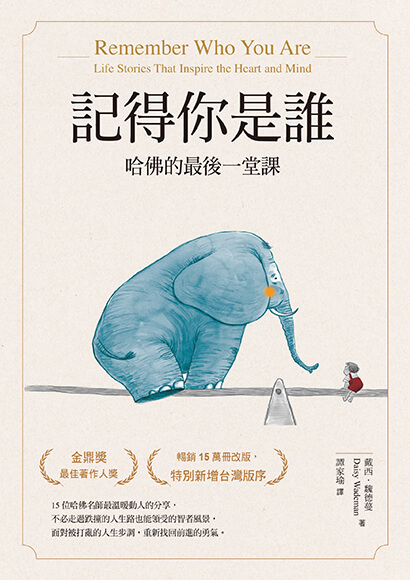 Remember Who You Are
Life Stories That Inspire the Heart and Mind
記得你是誰
哈佛的最後一堂課
金鼎獎
最佳著作人獎
暢銷 15 萬冊改版,
特別新增台灣版序
戴西・魏德蔓
Daisy Wademan
著
譚家瑜 譯
15 位哈佛名師最溫暖動人的分享,
不必走過跌撞的人生路也能領受的智者風景,
面對被打亂的人生步調,重新找回前進的勇氣。